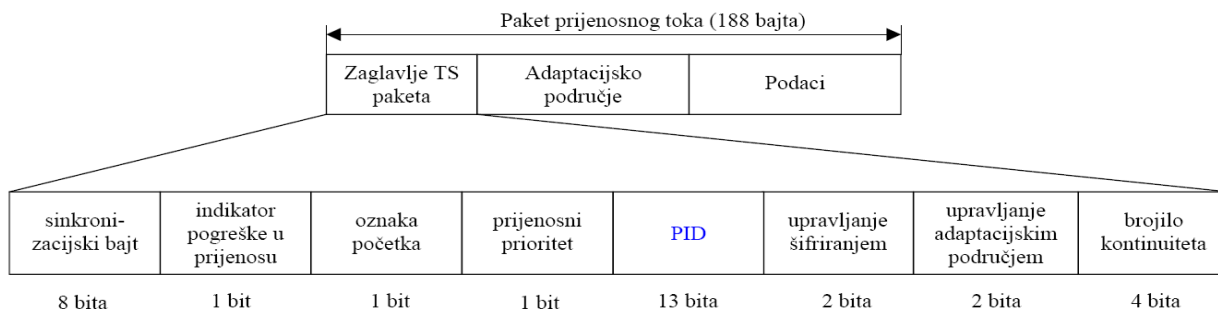 Paket prijenosnog toka (188 bajta)
Zaglavlje TS
paketa
Adaptacijsko
područje
Podaci
sinkroni-
zacijski bajt
indikator
pogreške u
prijenosu
oznaka
početka
prijenosni
prioritet
PID
upravljanje
šifriranjem
upravljanje
adaptacijskim
područjem
brojilo
kontinuiteta
8 bita
1 bit
1 bit
1 bit
13 bita
2 bita
2 bita
4 bita